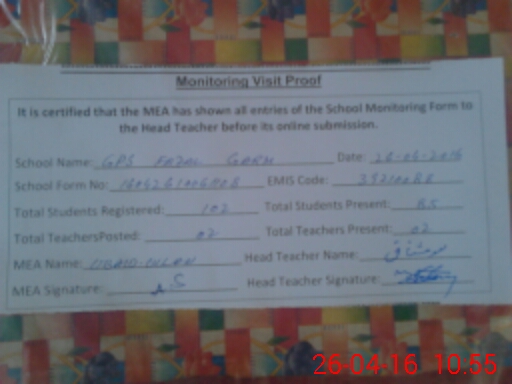 Monitoring Visit Proof
It is certified that the MEA has shown all entries of the School Monitoring Form to
the Head Teacher before its online submission.
School Name: GPS FAZAL GARH Date: 26-04-2016
School Form No: EMIS Code:
Total Students Registered: 102 Total Students Present: 85
Total TeachersPosted: 02 Total Teachers Present: 02
MEA Name: Head Teacher Name: مشتاق
MEA Signature: Head Teacher Signature:
26-04-16 10:55